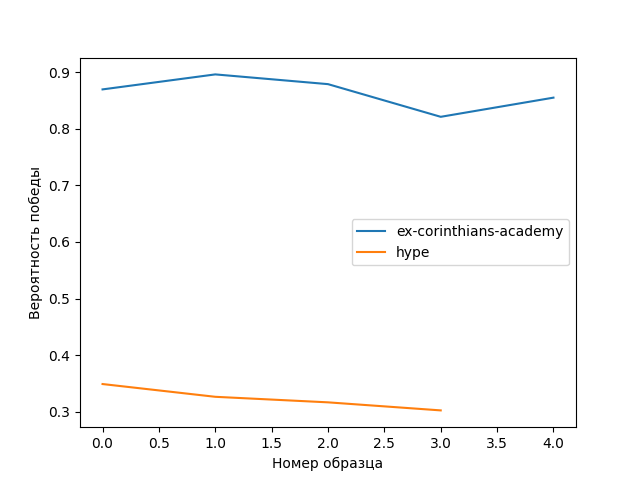 0.9
0.8
0.7
0.6
0.5
0.4
0.3
Вероятность победы
ex-corinthians-academy
hype
0.0 0.5 1.0 1.5 2.0 2.5 3.0 3.5 4.0
Номер образца